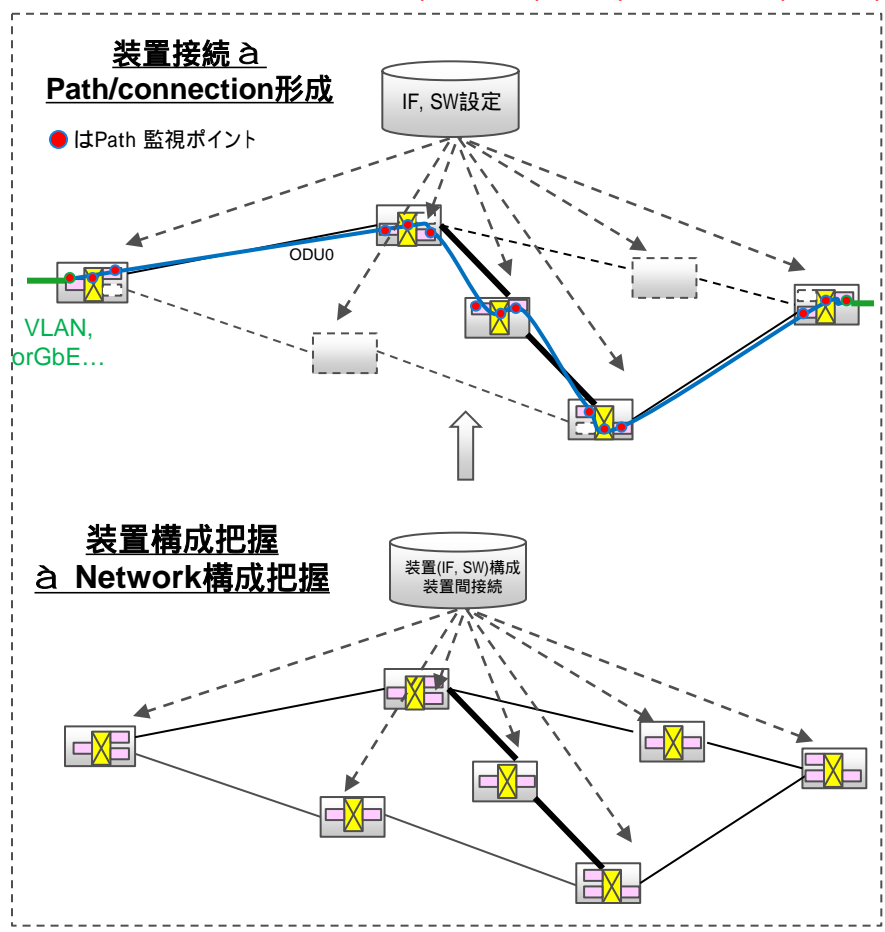 装置接続 à
Path/connection形成
はPath 監視ポイント
IF, SW設定
ODU0
VLAN,
orGbE…
装置構成把握
à Network構成把握
装置(IF, SW)構成
装置間接続